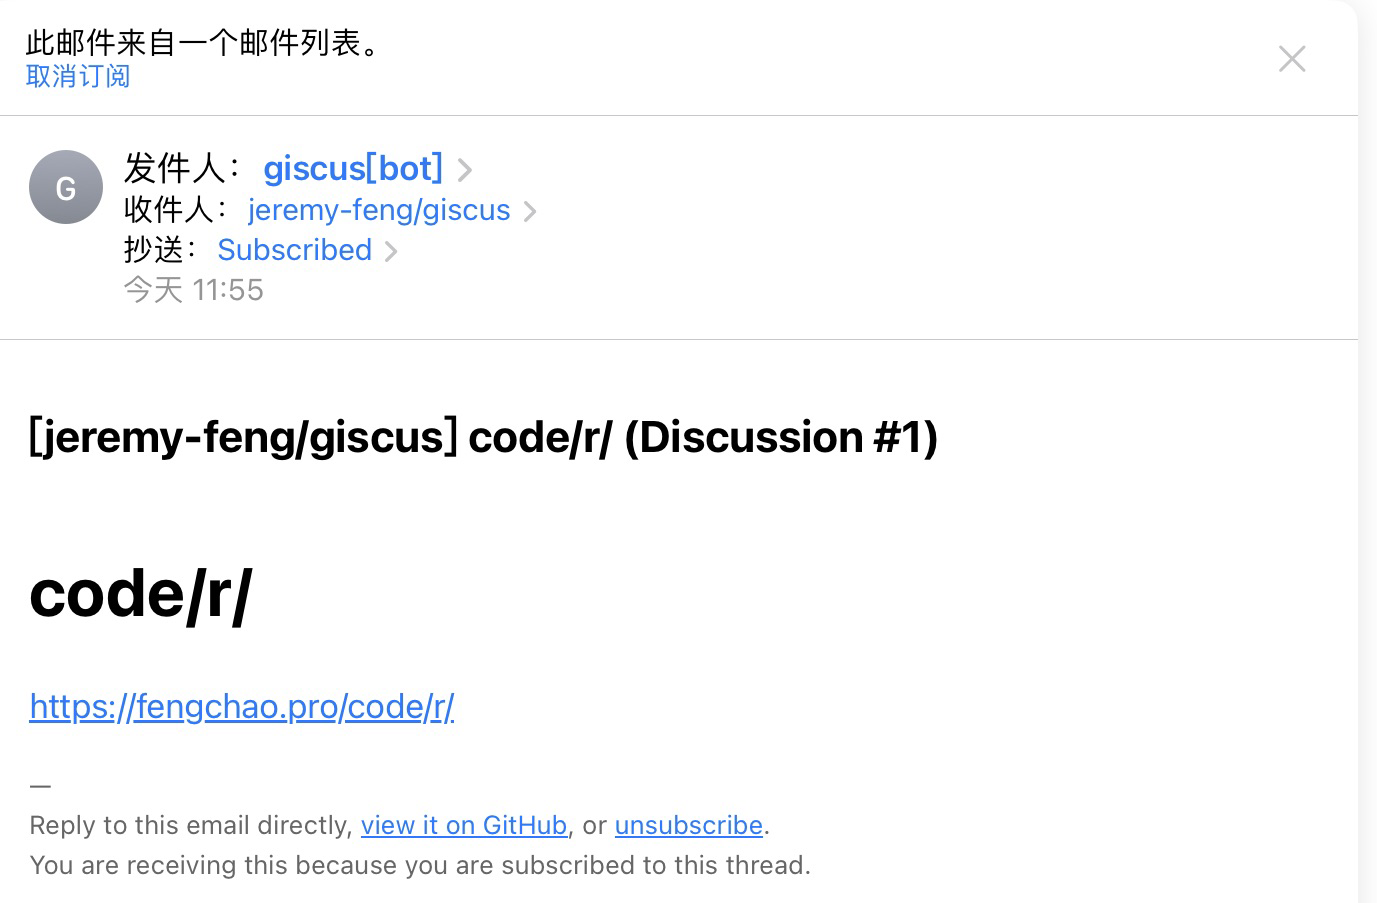 此邮件来自一个邮件列表。
取消订阅
G
发件人： giscus[bot]
收件人： jeremy-feng/giscus
抄送： Subscribed
今天 11:55
[jeremy-feng/giscus] code/r/ (Discussion #1)
code/r/
https://fengchao.pro/code/r/
—
Reply to this email directly, view it on GitHub, or unsubscribe.
You are receiving this because you are subscribed to this thread.